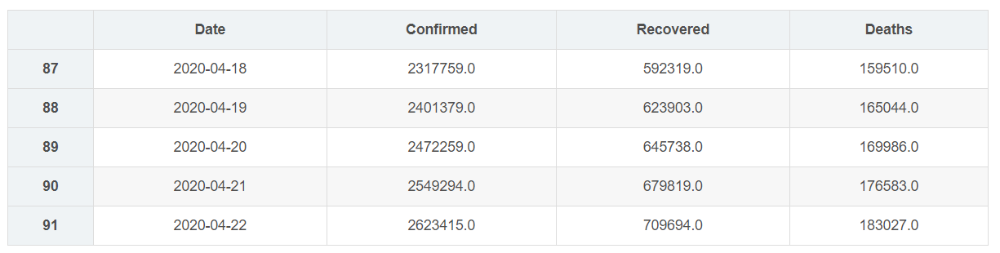 Date Confirmed Recovered Deaths
87 2020-04-18 2317759.0 592319.0 159510.0
88 2020-04-19 2401379.0 623903.0 165044.0
89 2020-04-20 2472259.0 645738.0 169986.0
90 2020-04-21 2549294.0 679819.0 176583.0
91 2020-04-22 2623415.0 709694.0 183027.0